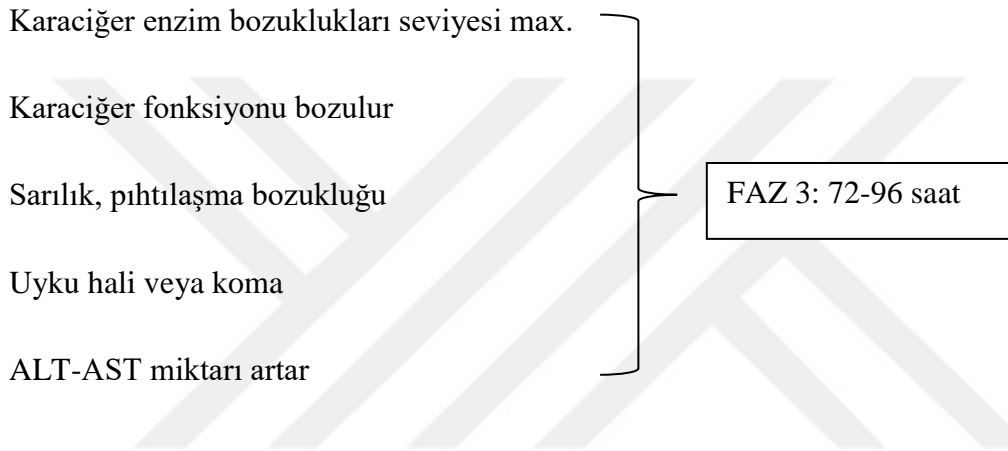 Karaciğer enzim bozuklukları seviyesi max.
Karaciğer fonksiyonu bozulur
Sarılık, pıhtılaşma bozukluğu
FAZ 3: 72-96 saat
Uyku hali veya koma
ALT-AST miktarı artar